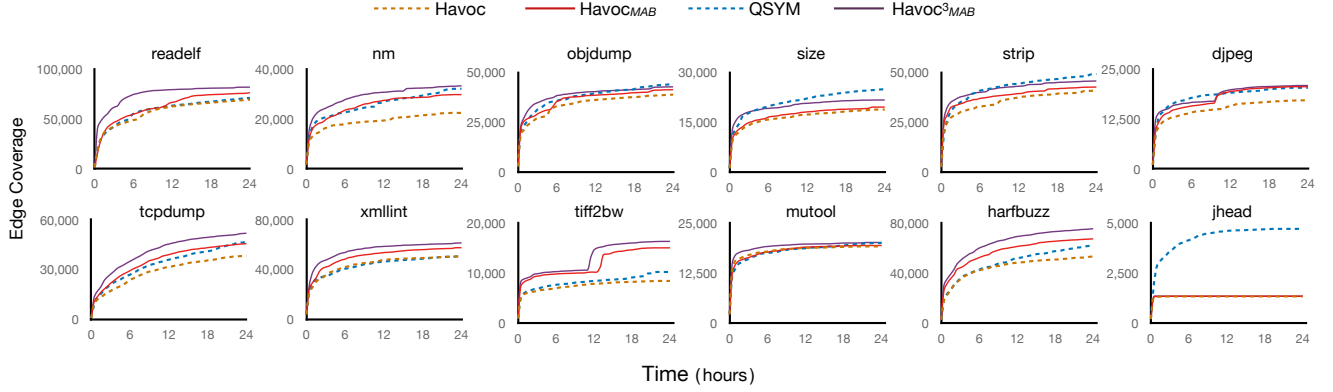 Havoc Havoc_MAB QSYM Havoc³_MAB
readelf nm objdump size strip djpeg
100,000 40,000 50,000 30,000 50,000 25,000
50,000 20,000 25,000 15,000 25,000 12,500
0 0 0 0 0 0
0 6 12 18 24 0 6 12 18 24 0 6 12 18 24 0 6 12 18 24 0 6 12 18 24 0 6 12 18 24
Edge Coverage
tcpdump xmllint tiff2bw mutool harfbuzz jhead
60,000 80,000 20,000 25,000 80,000 5,000
30,000 40,000 10,000 12,500 40,000 2,500
0 0 0 0 0 0
0 6 12 18 24 0 6 12 18 24 0 6 12 18 24 0 6 12 18 24 0 6 12 18 24 0 6 12 18 24
Time (hours)